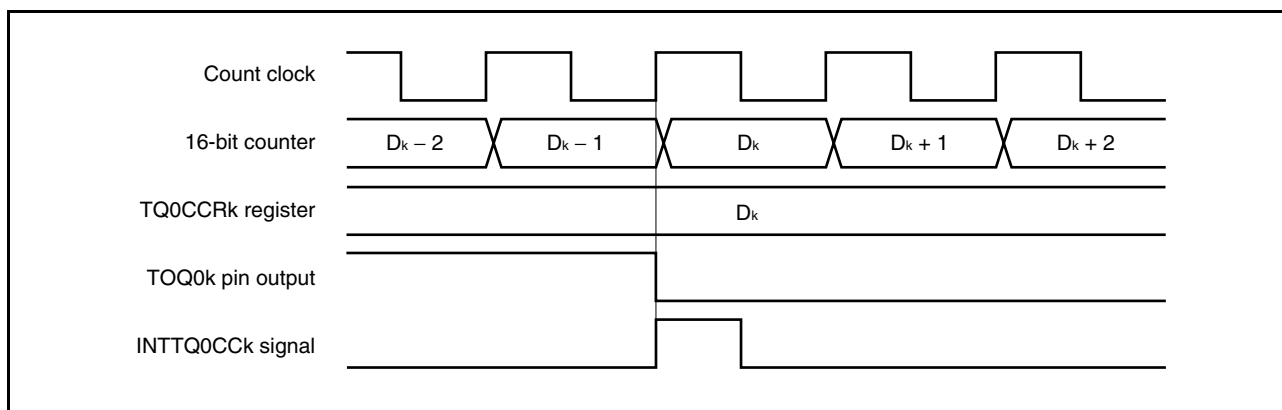 Count clock
16-bit counter
Dk − 2
Dk − 1
Dk
Dk + 1
Dk + 2
TQ0CCRk register
Dk
TOQ0k pin output
INTTQ0CCk signal